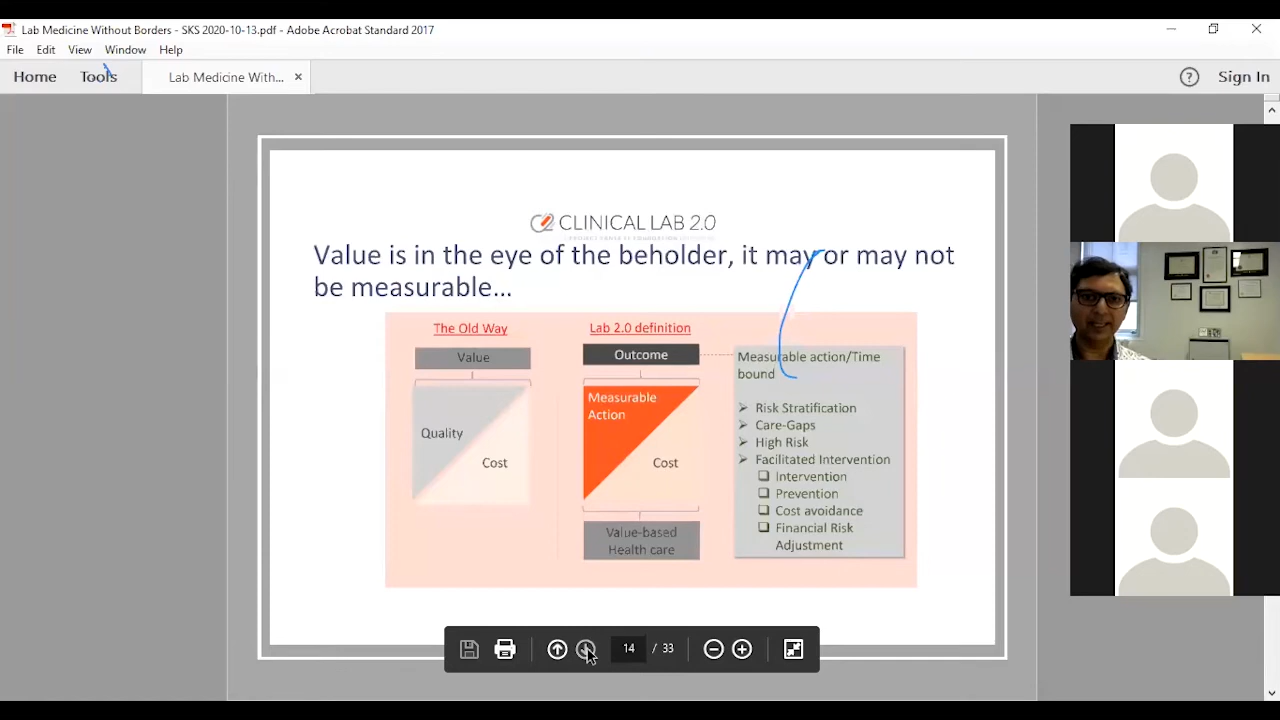 Lab Medicine Without Borders - SKS 2020-10-13.pdf - Adobe Acrobat Standard 2017
File Edit View Window Help
Home Tools Lab Medicine With... × ? Sign In
CLINICAL LAB 2.0
Value is in the eye of the beholder, it may or may not
be measurable...
The Old Way
Value
Quality
Cost
Lab 2.0 definition
Outcome
Measurable
Action
Cost
Value-based
Health care
Measurable action/Time
bound
Risk Stratification
Care-Gaps
High Risk
Facilitated Intervention
Intervention
Prevention
Cost avoidance
Financial Risk
Adjustment
14 / 33